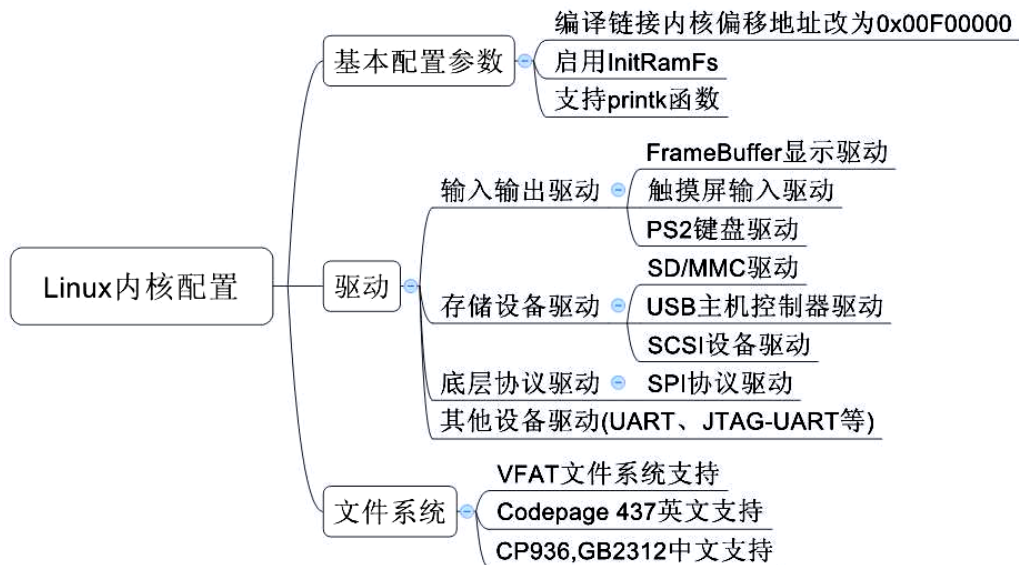 Linux内核配置
基本配置参数
编译链接内核偏移地址改为0x00F00000
启用InitRamFs
支持printk函数
驱动
输入输出驱动
FrameBuffer显示驱动
触摸屏输入驱动
PS2键盘驱动
存储设备驱动
SD/MMC驱动
USB主机控制器驱动
SCSI设备驱动
底层协议驱动
SPI协议驱动
其他设备驱动(UART、JTAG-UART等)
文件系统
VFAT文件系统支持
Codepage 437英文支持
CP936,GB2312中文支持